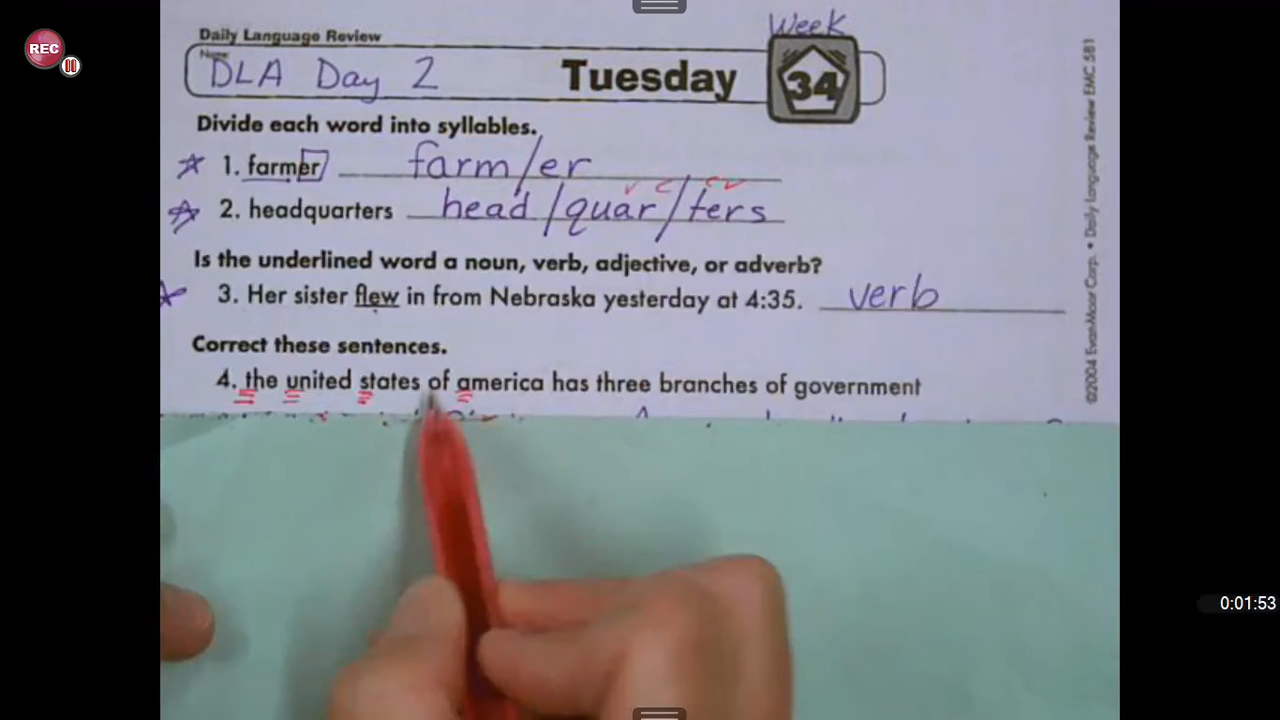 REC
Week
Daily Language Review
Name
DLA Day 2 Tuesday 34
Divide each word into syllables.
1. farmer farm/er
v c c v
2. headquarters head/quar/ters
Is the underlined word a noun, verb, adjective, or adverb?
3. Her sister flew in from Nebraska yesterday at 4:35. verb
Correct these sentences.
4. the united states of america has three branches of government
©2004 Evan-Moor Corp. • Daily Language Review EMC 581
0:01:53